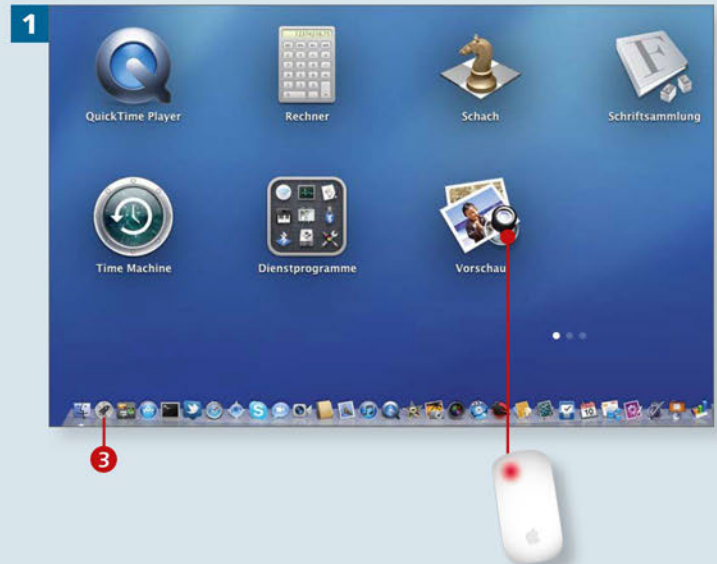 1
QuickTime Player
Rechner
Schach
Schriftsammlung
Time Machine
Dienstprogramme
Vorschau
3